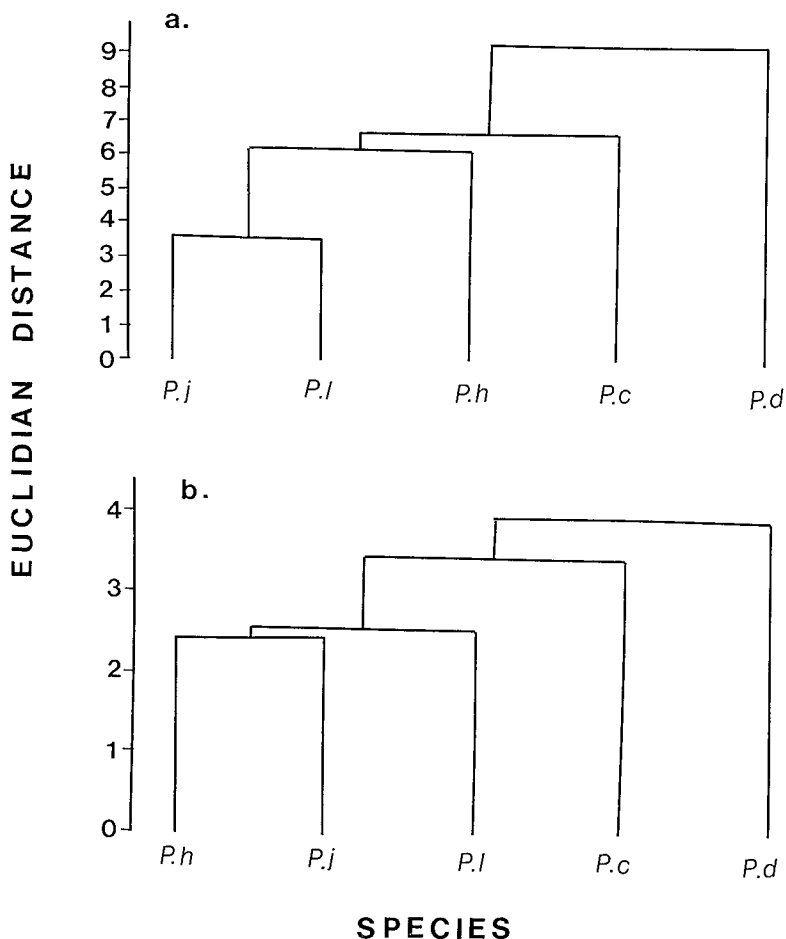 a.
9
8
7
6
5
4
3
2
1
0
P.j P.l P.h P.c P.d
EUCLIDIAN DISTANCE
b.
4
3
2
1
0
P.h P.j P.l P.c P.d
SPECIES